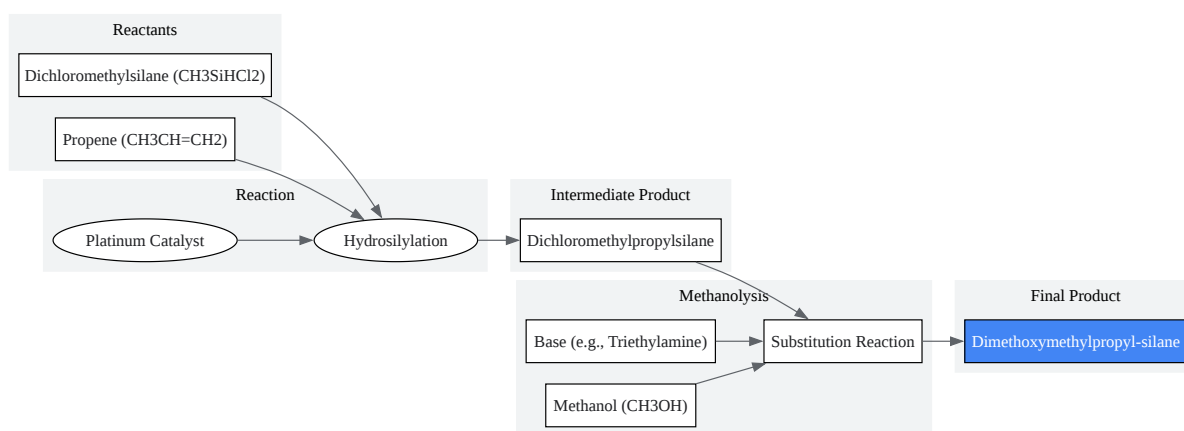 Reactants
Dichloromethylsilane (CH3SiHCl2)
Propene (CH3CH=CH2)
Reaction
Platinum Catalyst
Hydrosilylation
Intermediate Product
Dichloromethylpropylsilane
Methanolysis
Base (e.g., Triethylamine)
Substitution Reaction
Methanol (CH3OH)
Final Product
Dimethoxymethylpropyl-silane